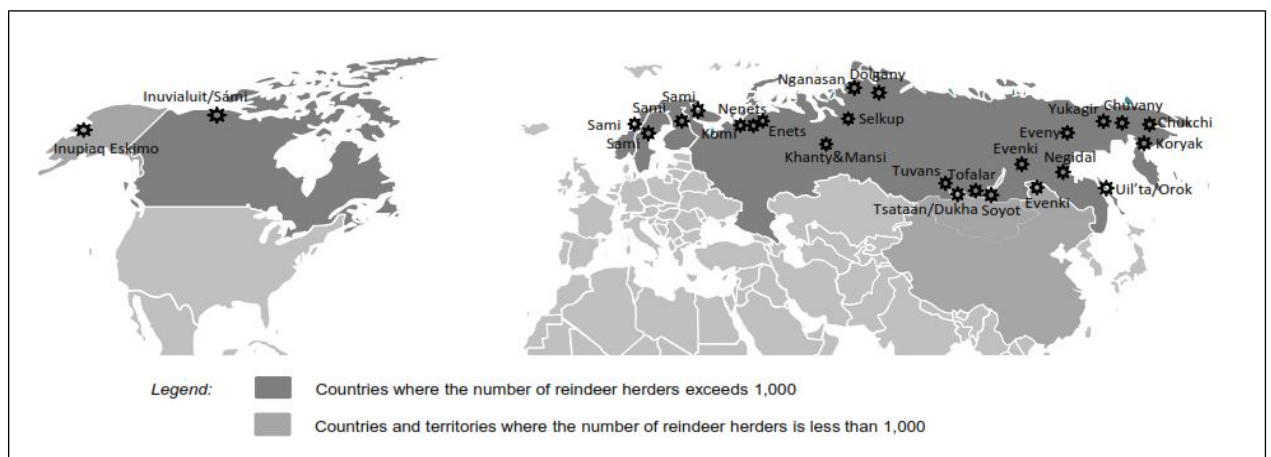 Inuvialuit/Sámi
Inupiaq Eskimo
Sami
Sami
Sami
Sami
Komi
Nenets
Enets
Nganasan
Dolgany
Selkup
Khanty&Mansi
Tuvans
Tofalar
Tsataan/Dukha
Soyot
Evenki
Evenki
Eveny
Negidal
Yukagir
Chuvany
Chukchi
Koryak
Uil'ta/Orok
Legend:
Countries where the number of reindeer herders exceeds 1,000
Countries and territories where the number of reindeer herders is less than 1,000